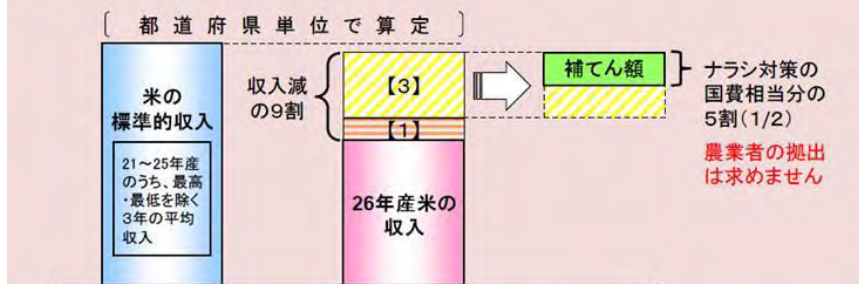 〔 都 道 府 県 単 位 で 算 定 〕
米の
標準的収入
21～25年産
のうち、最高
・最低を除く
3年の平均
収入
収入減
の9割
【3】
【1】
26年産米の
収入
補てん額
ナラシ対策の
国費相当分の
5割(1/2)
農業者の拠出
は求めません